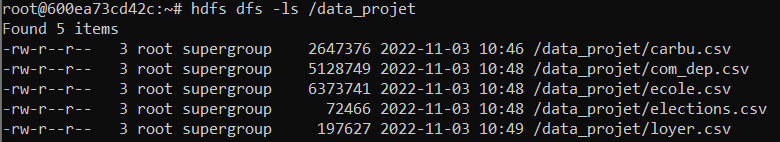 root@600ea73cd42c:~# hdfs dfs -ls /data_projet
Found 5 items
-rw-r--r--   3 root supergroup    2647376 2022-11-03 10:46 /data_projet/carbu.csv
-rw-r--r--   3 root supergroup    5128749 2022-11-03 10:48 /data_projet/com_dep.csv
-rw-r--r--   3 root supergroup    6373741 2022-11-03 10:48 /data_projet/ecole.csv
-rw-r--r--   3 root supergroup      72466 2022-11-03 10:48 /data_projet/elections.csv
-rw-r--r--   3 root supergroup     197627 2022-11-03 10:49 /data_projet/loyer.csv